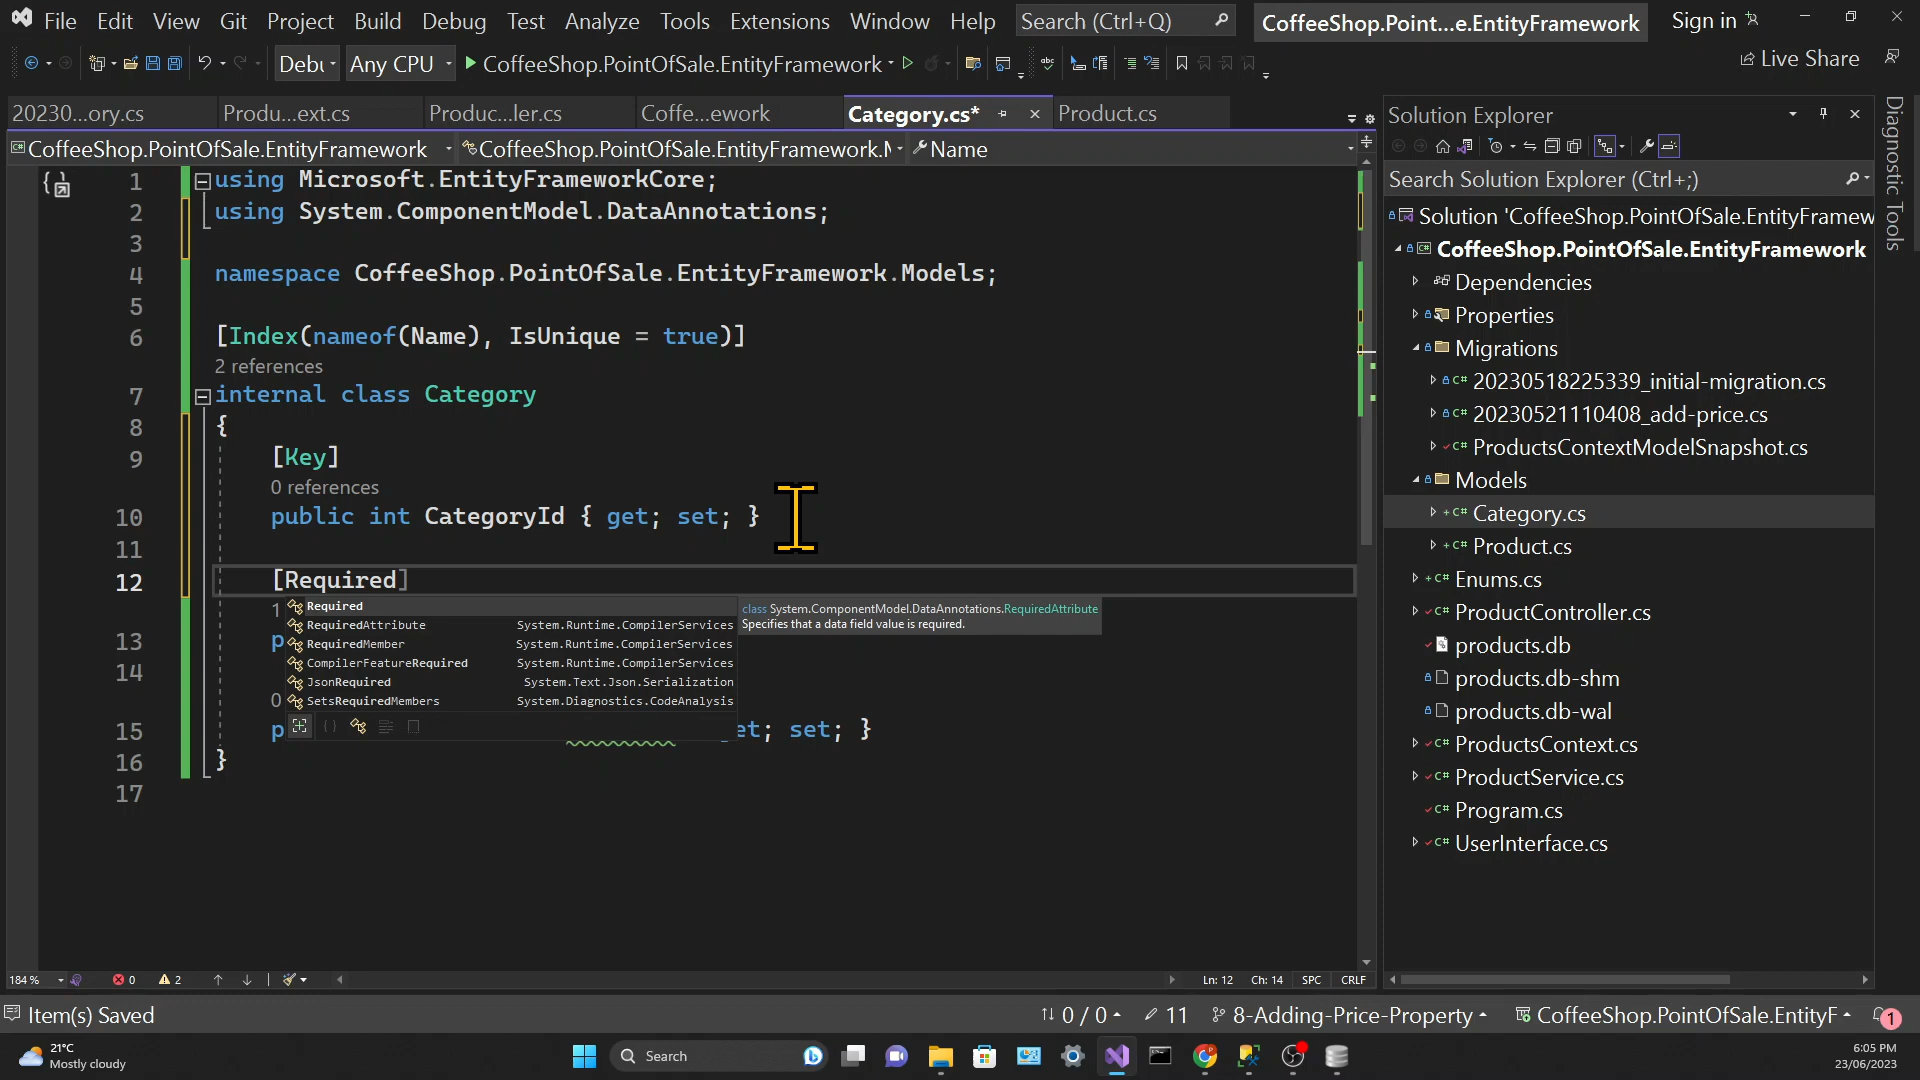 File Edit View Git Project Build Debug Test Analyze Tools Extensions Window Help Search (Ctrl+Q) CoffeeShop.Point...e.EntityFramework Sign in
Debu Any CPU CoffeeShop.PointOfSale.EntityFramework Live Share
20230...ory.cs Produ...ext.cs Produc...ler.cs Coffe...ework Category.cs* Product.cs
CoffeeShop.PointOfSale.EntityFramework CoffeeShop.PointOfSale.EntityFramework.M Name
1 using Microsoft.EntityFrameworkCore;
2 using System.ComponentModel.DataAnnotations;
3
4 namespace CoffeeShop.PointOfSale.EntityFramework.Models;
5
6 [Index(nameof(Name), IsUnique = true)]
2 references
7 internal class Category
8 {
9 [Key]
0 references
10 public int CategoryId { get; set; }
11
12 [Required]
1
13 p
14
0
15 p et; set; }
16 }
17
Required
RequiredAttribute System.Runtime.CompilerServices
RequiredMember System.Runtime.CompilerServices
CompilerFeatureRequired System.Runtime.CompilerServices
JsonRequired System.Text.Json.Serialization
SetsRequiredMembers System.Diagnostics.CodeAnalysis
class System.ComponentModel.DataAnnotations.RequiredAttribute
Specifies that a data field value is required.
Solution Explorer
Search Solution Explorer (Ctrl+;)
Solution 'CoffeeShop.PointOfSale.EntityFramew
CoffeeShop.PointOfSale.EntityFramework
Dependencies
Properties
Migrations
20230518225339_initial-migration.cs
20230521110408_add-price.cs
ProductsContextModelSnapshot.cs
Models
Category.cs
Product.cs
Enums.cs
ProductController.cs
products.db
products.db-shm
products.db-wal
ProductsContext.cs
ProductService.cs
Program.cs
UserInterface.cs
Diagnostic Tools
184 % 0 2 Ln: 12 Ch: 14 SPC CRLF
Item(s) Saved 0 / 0 11 8-Adding-Price-Property CoffeeShop.PointOfSale.EntityF 1
21°C
Mostly cloudy
Search
6:05 PM
23/06/2023